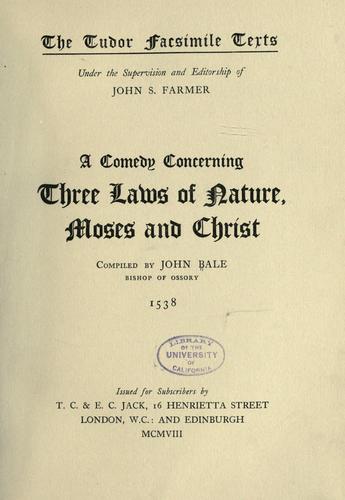 The Tudor Facsimile Texts
Under the Supervision and Editorship of
JOHN S. FARMER
A Comedy Concerning
Three Laws of Nature,
Moses and Christ
COMPILED BY JOHN BALE
BISHOP OF OSSORY
1538
LIBRARY
OF THE
UNIVERSITY
OF
CALIFORNIA
Issued for Subscribers by
T. C. & E. C. JACK, 16 HENRIETTA STREET
LONDON, W.C.: AND EDINBURGH
MCMVIII